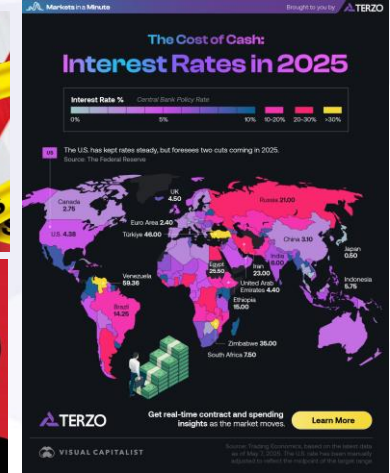 Markets in a Minute
Brought to you by TERZO
The Cost of Cash:
Interest Rates in 2025
Interest Rate % Central Bank Policy Rate
0% 5% 10% 10-20% 20-30% >30%
US
The U.S. has kept rates steady, but foresees two cuts coming in 2025.
Source: The Federal Reserve
Canada
2.75
UK
4.50
Russia 21.00
Euro Area 2.40
U.S. 4.38
Türkiye 46.00
China 3.10
Japan
0.50
India
6.00
Egypt
25.50
Iran
23.00
Venezuela
59.36
United Arab
Emirates 4.40
Indonesia
5.75
Ethiopia
15.00
Brazil
14.25
Zimbabwe 35.00
South Africa 7.50
TERZO
Get real-time contract and spending
insights as the market moves.
Learn More
VISUAL CAPITALIST
Source: Trading Economics, based on the latest data
as of May 7, 2025. The U.S. rate has been manually
adjusted to reflect the midpoint of the target range.